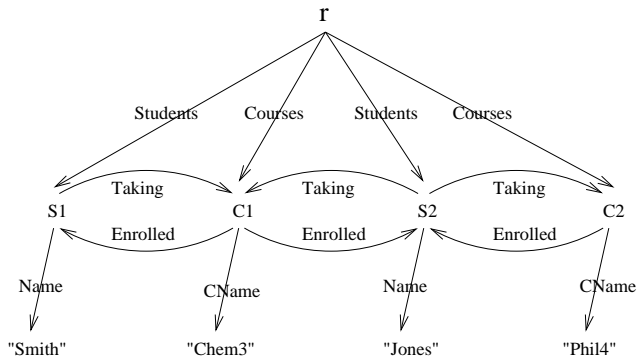 r
Students Courses Students Courses
Taking Taking Taking
S1 C1 S2 C2
Enrolled Enrolled Enrolled
Name CName Name CName
"Smith" "Chem3" "Jones" "Phil4"